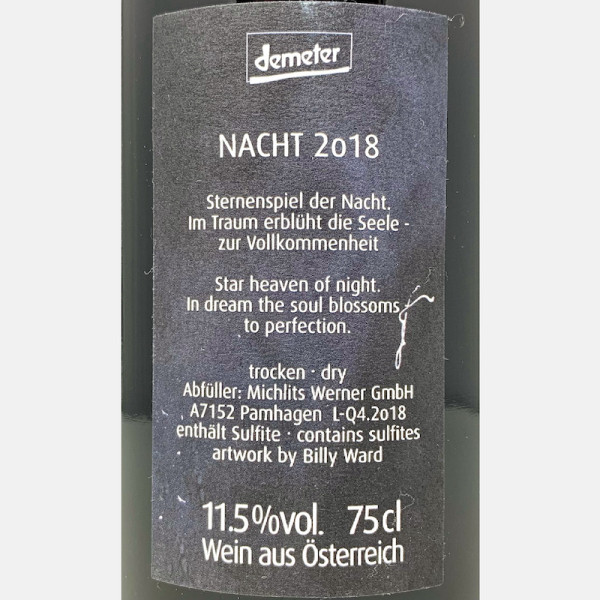 demeter
NACHT 2018
Sternenspiel der Nacht.
Im Traum erblüht die Seele -
zur Vollkommenheit
Star heaven of night.
In dream the soul blossoms
to perfection.
trocken · dry
Abfüller: Michlits Werner GmbH
A7152 Pamhagen L-Q4.2018
enthält Sulfite · contains sulfites
artwork by Billy Ward
11.5%vol. 75cl
Wein aus Österreich